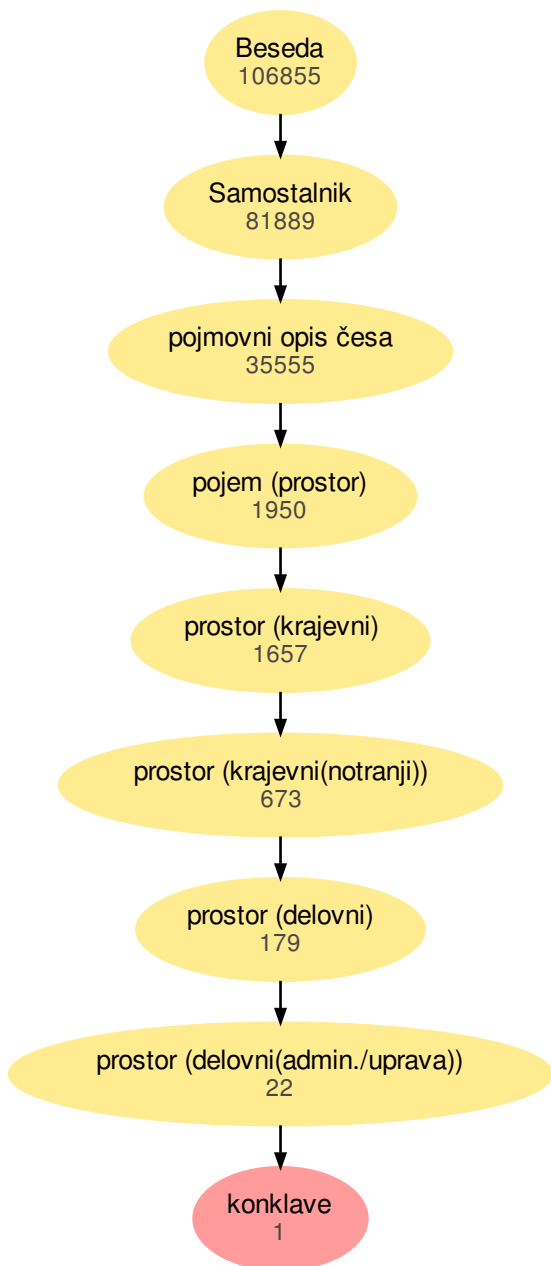 Beseda
106855
Samostalnik
81889
pojmovni opis česa
35555
pojem (prostor)
1950
prostor (krajevni)
1657
prostor (krajevni(notranji))
673
prostor (delovni)
179
prostor (delovni(admin./uprava))
22
konklave
1